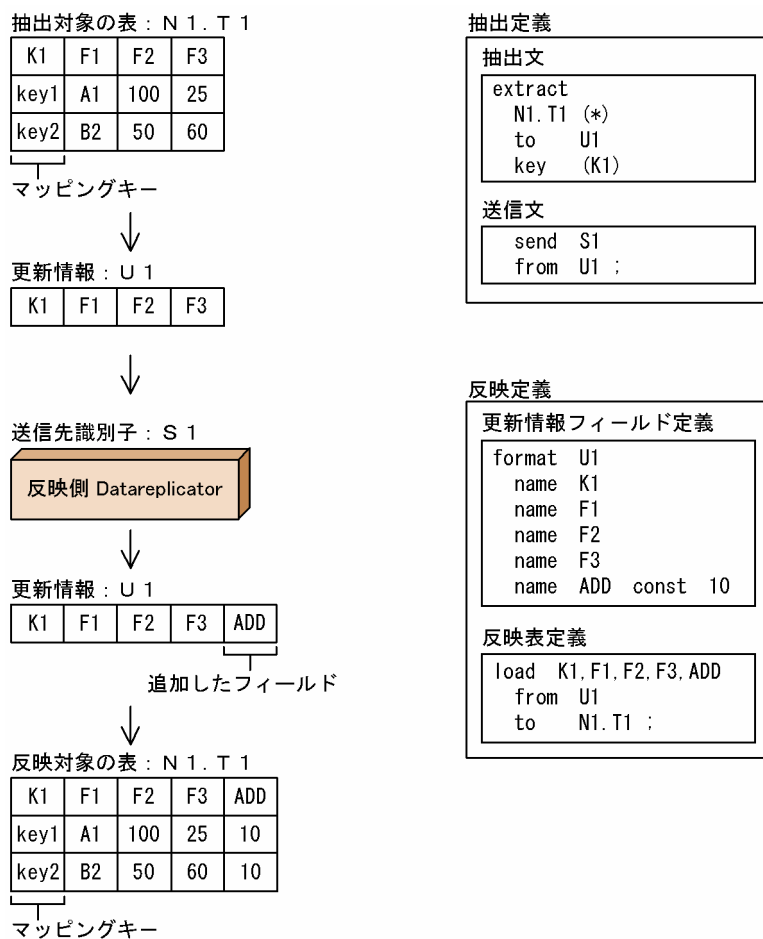 抽出対象の表：Ｎ１．Ｔ１
K1 F1 F2 F3
key1 A1 100 25
key2 B2 50 60
マッピングキー
更新情報：Ｕ１
K1 F1 F2 F3
送信先識別子：Ｓ１
反映側 Datareplicator
更新情報：Ｕ１
K1 F1 F2 F3 ADD
追加したフィールド
反映対象の表：Ｎ１．Ｔ１
K1 F1 F2 F3 ADD
key1 A1 100 25 10
key2 B2 50 60 10
マッピングキー
抽出定義
抽出文
extract
N1.T1 (*)
to U1
key (K1)
送信文
send S1
from U1 ;
反映定義
更新情報フィールド定義
format U1
name K1
name F1
name F2
name F3
name ADD const 10
反映表定義
load K1,F1,F2,F3,ADD
from U1
to N1.T1 ;